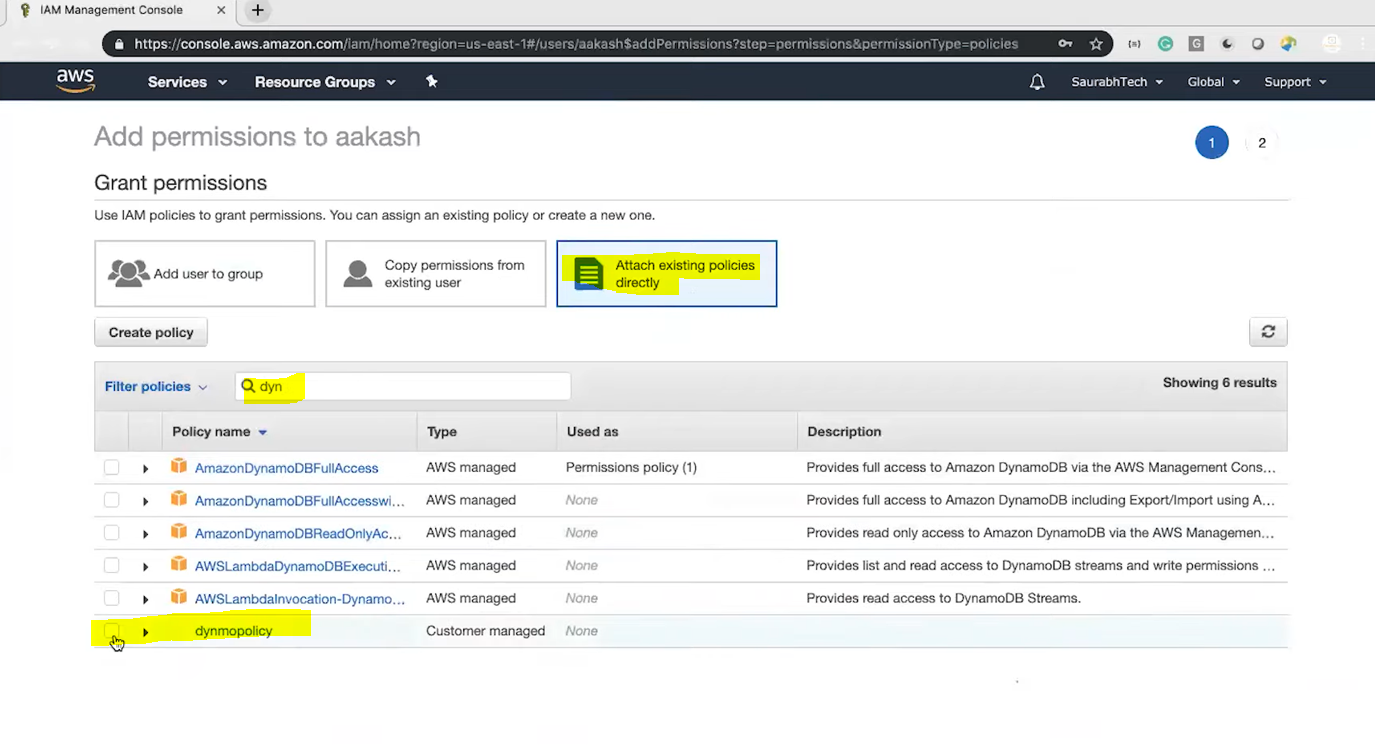 IAM Management Console
https://console.aws.amazon.com/iam/home?region=us-east-1#/users/aakash$addPermissions?step=permissions&permissionType=policies
aws Services Resource Groups SaurabhTech Global Support
Add permissions to aakash
1 2
Grant permissions
Use IAM policies to grant permissions. You can assign an existing policy or create a new one.
Add user to group
Copy permissions from
existing user
Attach existing policies
directly
Create policy
Filter policies dyn Showing 6 results
Policy name Type Used as Description
AmazonDynamoDBFullAccess AWS managed Permissions policy (1) Provides full access to Amazon DynamoDB via the AWS Management Cons…
AmazonDynamoDBFullAccesswi… AWS managed None Provides full access to Amazon DynamoDB including Export/Import using A…
AmazonDynamoDBReadOnlyAc… AWS managed None Provides read only access to Amazon DynamoDB via the AWS Management…
AWSLambdaDynamoDBExecuti… AWS managed None Provides list and read access to DynamoDB streams and write permissions …
AWSLambdaInvocation-Dynamo… AWS managed None Provides read access to DynamoDB Streams.
dynmopolicy Customer managed None